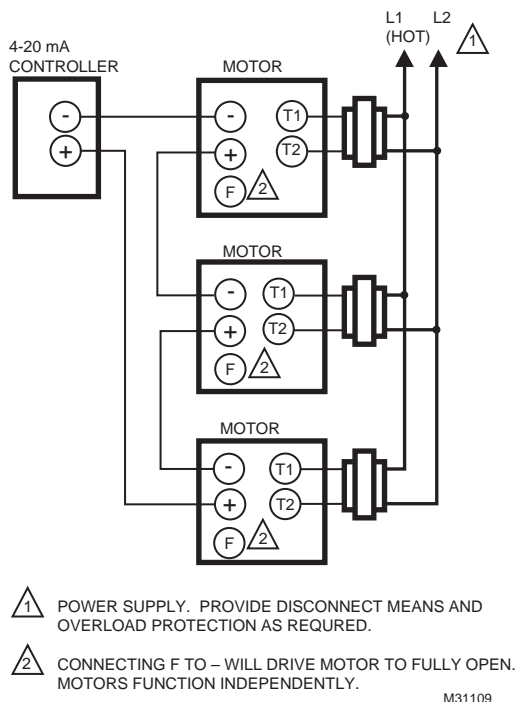 L1 L2
(HOT)
1
4-20 mA
CONTROLLER
MOTOR
-
+
-
+
F
2
T1
T2
MOTOR
-
+
F
2
T1
T2
MOTOR
-
+
F
2
T1
T2
1 POWER SUPPLY. PROVIDE DISCONNECT MEANS AND
OVERLOAD PROTECTION AS REQURED.
2 CONNECTING F TO – WILL DRIVE MOTOR TO FULLY OPEN.
MOTORS FUNCTION INDEPENDENTLY.
M31109